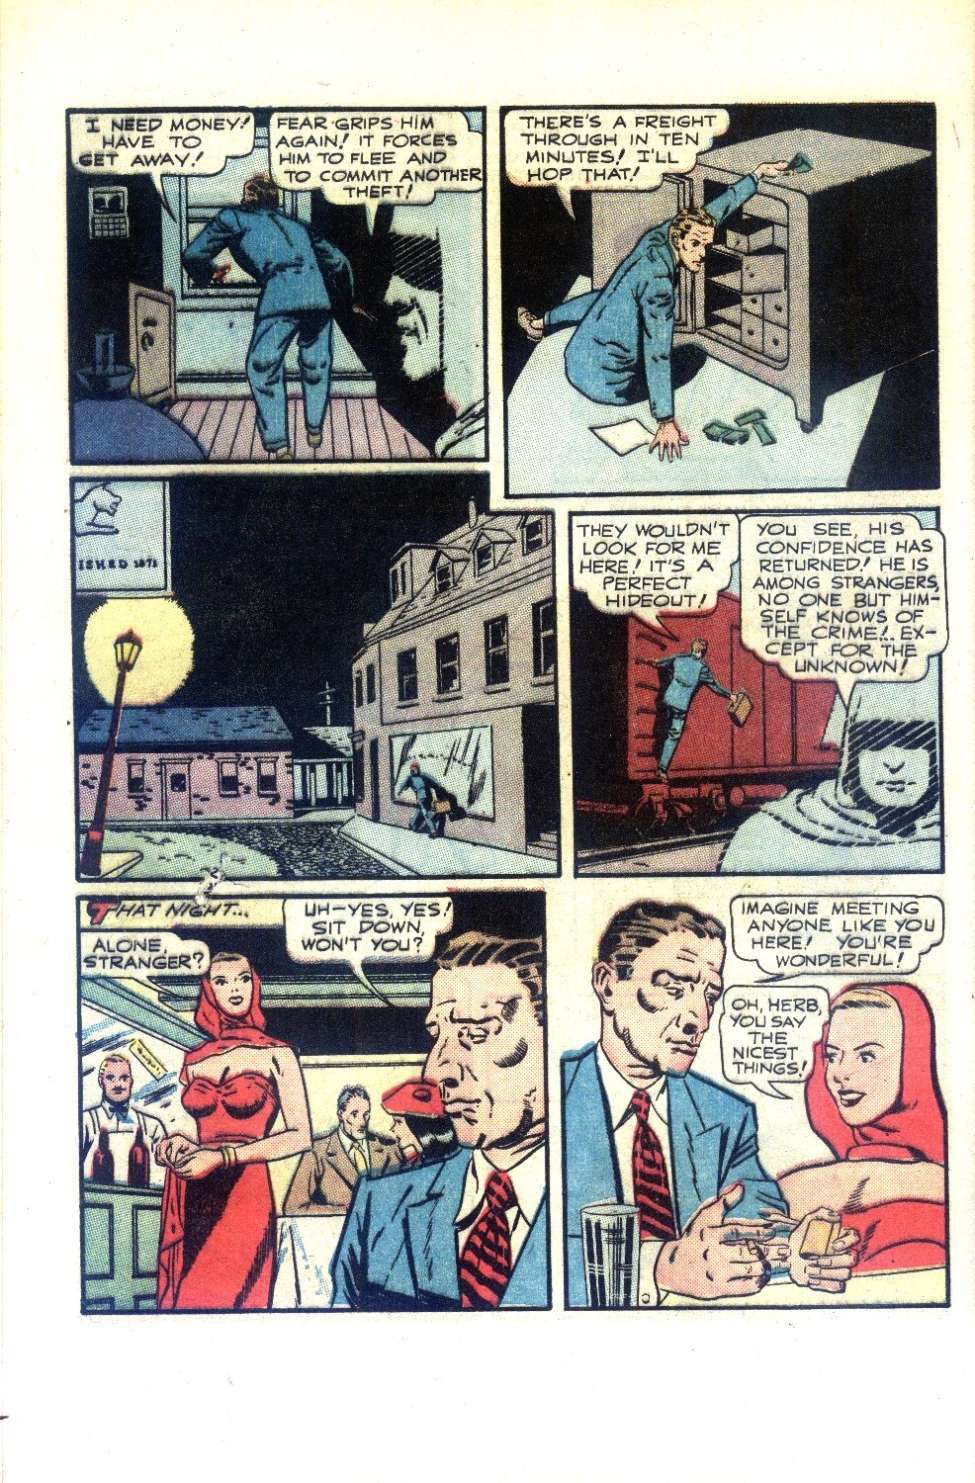 I NEED MONEY!
HAVE TO
GET AWAY!
FEAR GRIPS HIM
AGAIN! IT FORCES
HIM TO FLEE AND
TO COMMIT ANOTHER
THEFT!
THERE'S A FREIGHT
THROUGH IN TEN
MINUTES! I'LL
HOP THAT!
ISHED 1871
THEY WOULDN'T
LOOK FOR ME
HERE! IT'S A
PERFECT
HIDEOUT!
YOU SEE, HIS
CONFIDENCE HAS
RETURNED! HE IS
AMONG STRANGERS,
NO ONE BUT HIM-
SELF KNOWS OF
THE CRIME!.. EX-
CEPT FOR THE
UNKNOWN!
THAT NIGHT...
ALONE,
STRANGER?
UH-YES, YES!
SIT DOWN,
WON'T YOU?
IMAGINE MEETING
ANYONE LIKE YOU
HERE! YOU'RE
WONDERFUL!
OH, HERB,
YOU SAY
THE
NICEST
THINGS!